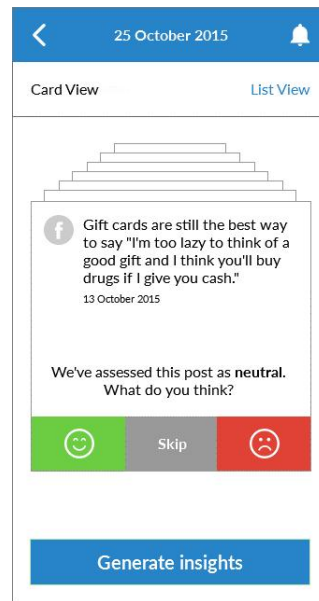 25 October 2015
Card View
List View
f
Gift cards are still the best way
to say "I'm too lazy to think of a
good gift and I think you'll buy
drugs if I give you cash."
13 October 2015
We've assessed this post as neutral.
What do you think?
Skip
Generate insights